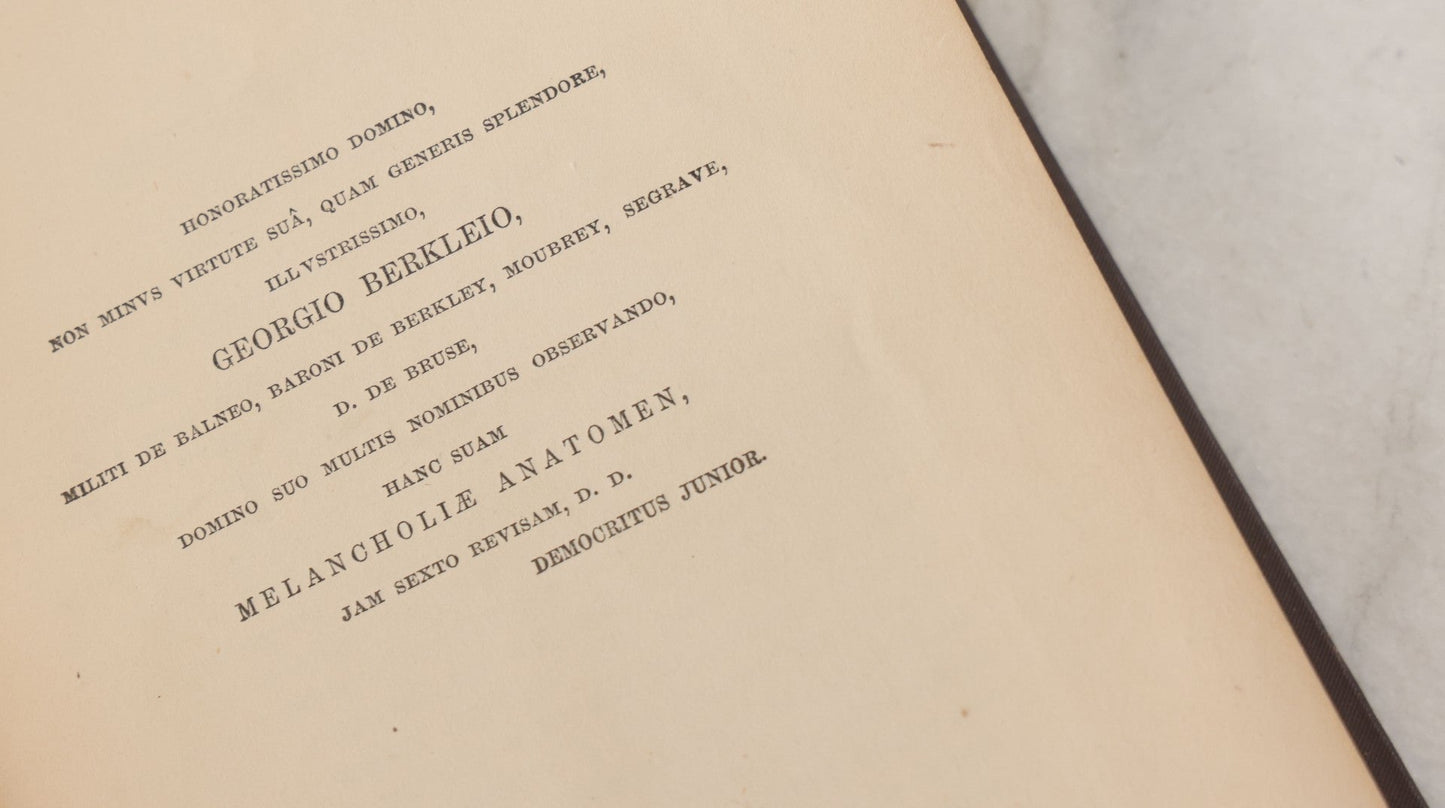 HONORATISSIMO DOMINO,
NON MINVS VIRTUTE SUÂ, QUAM GENERIS SPLENDORE,
ILLVSTRISSIMO,
GEORGIO BERKLEIO,
MILITI DE BALNEO, BARONI DE BERKLEY, MOUBREY, SEGRAVE,
D. DE BRUSE,
DOMINO SUO MULTIS NOMINIBUS OBSERVANDO,
HANC SUAM
MELANCHOLIÆ ANATOMEN,
JAM SEXTO REVISAM, D. D.
DEMOCRITUS JUNIOR.